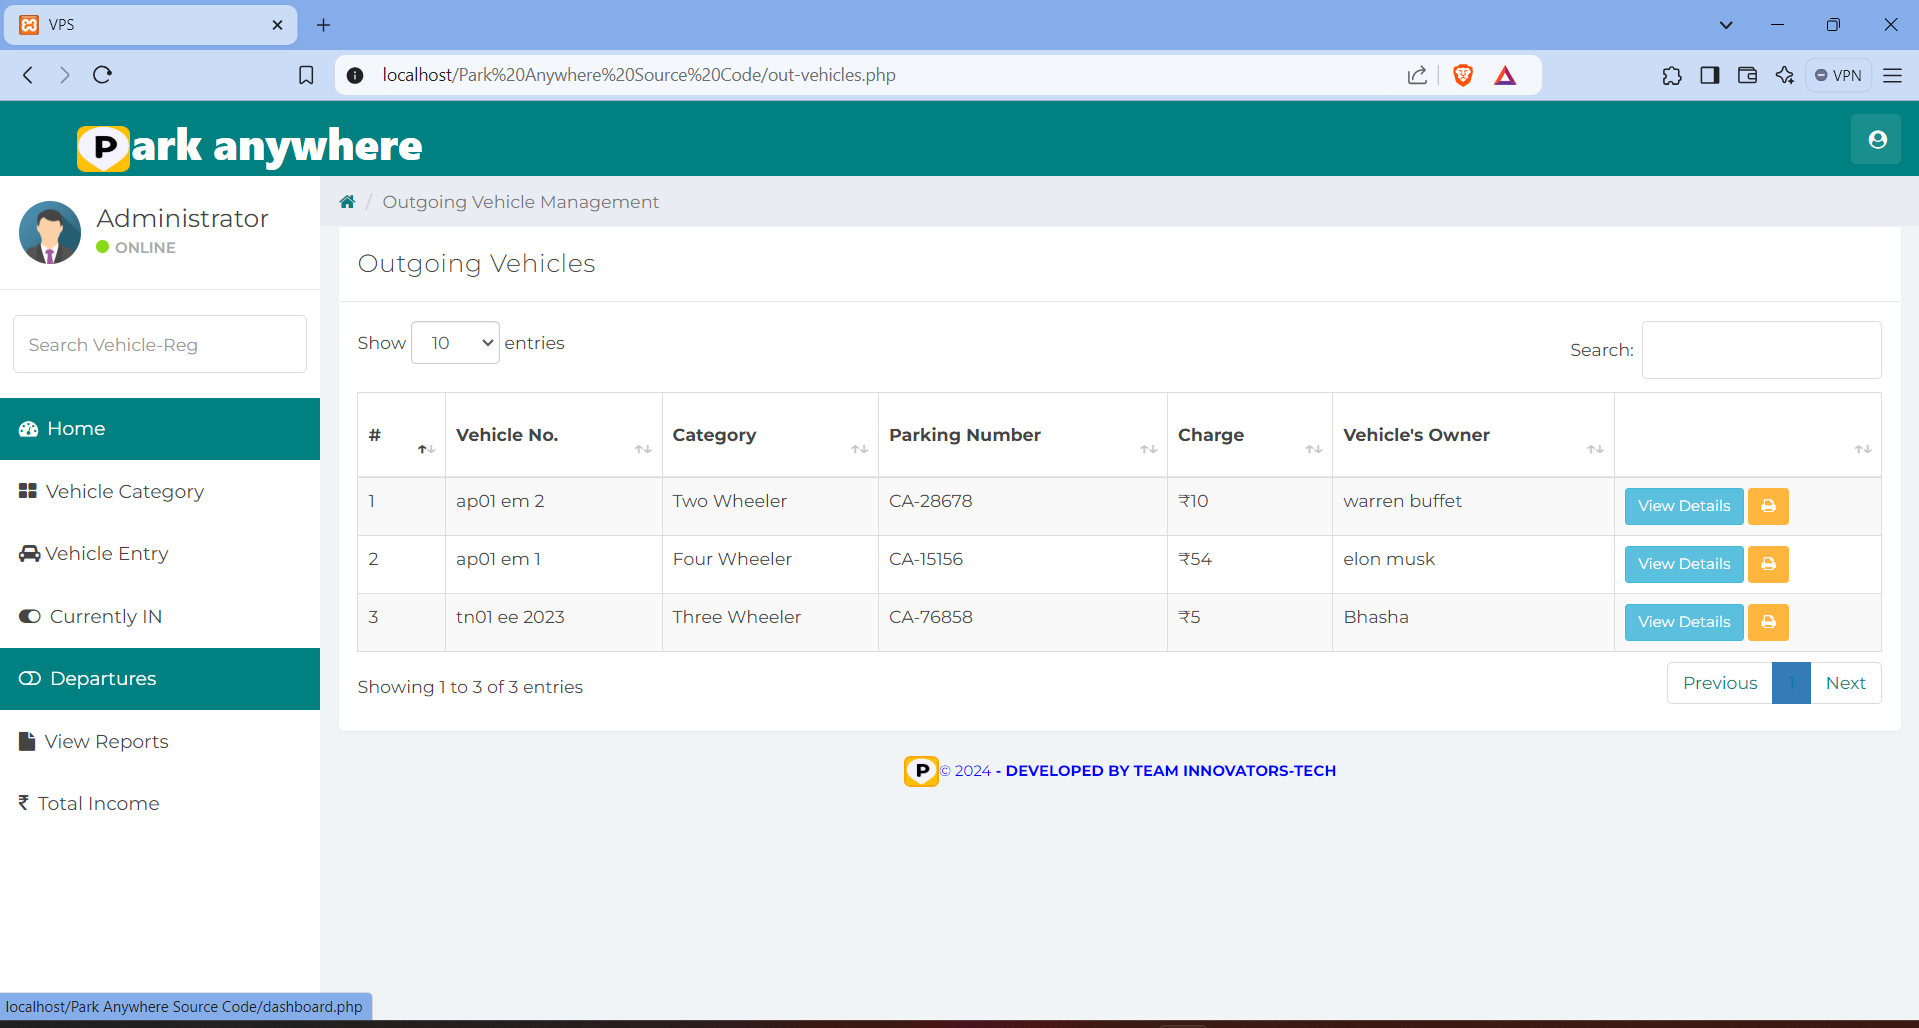 VPS
localhost/Park%20Anywhere%20Source%20Code/out-vehicles.php
VPN
Park anywhere
Administrator
ONLINE
Search Vehicle-Reg
Home
Vehicle Category
Vehicle Entry
Currently IN
Departures
View Reports
₹ Total Income
/ Outgoing Vehicle Management
Outgoing Vehicles
Show 10 entries
Search:
# Vehicle No. Category Parking Number Charge Vehicle's Owner
1 ap01 em 2 Two Wheeler CA-28678 ₹10 warren buffet View Details
2 ap01 em 1 Four Wheeler CA-15156 ₹54 elon musk View Details
3 tn01 ee 2023 Three Wheeler CA-76858 ₹5 Bhasha View Details
Showing 1 to 3 of 3 entries
Previous 1 Next
P © 2024 - DEVELOPED BY TEAM INNOVATORS-TECH
localhost/Park Anywhere Source Code/dashboard.php